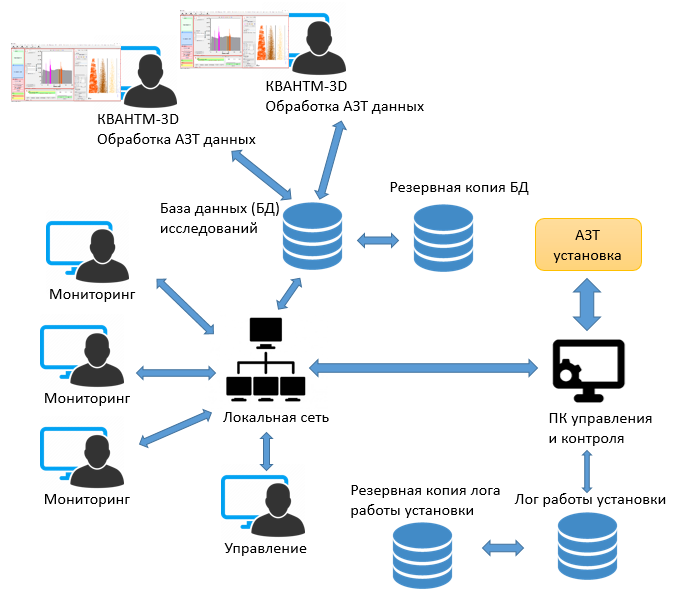 КВАНТМ-3D
Обработка АЗТ данных
КВАНТМ-3D
Обработка АЗТ данных
База данных (БД)
исследований
Резервная копия БД
АЗТ
установка
Мониторинг
Мониторинг
Локальная сеть
ПК управления
и контроля
Мониторинг
Управление
Резервная копия лога
работы установки
Лог работы установки